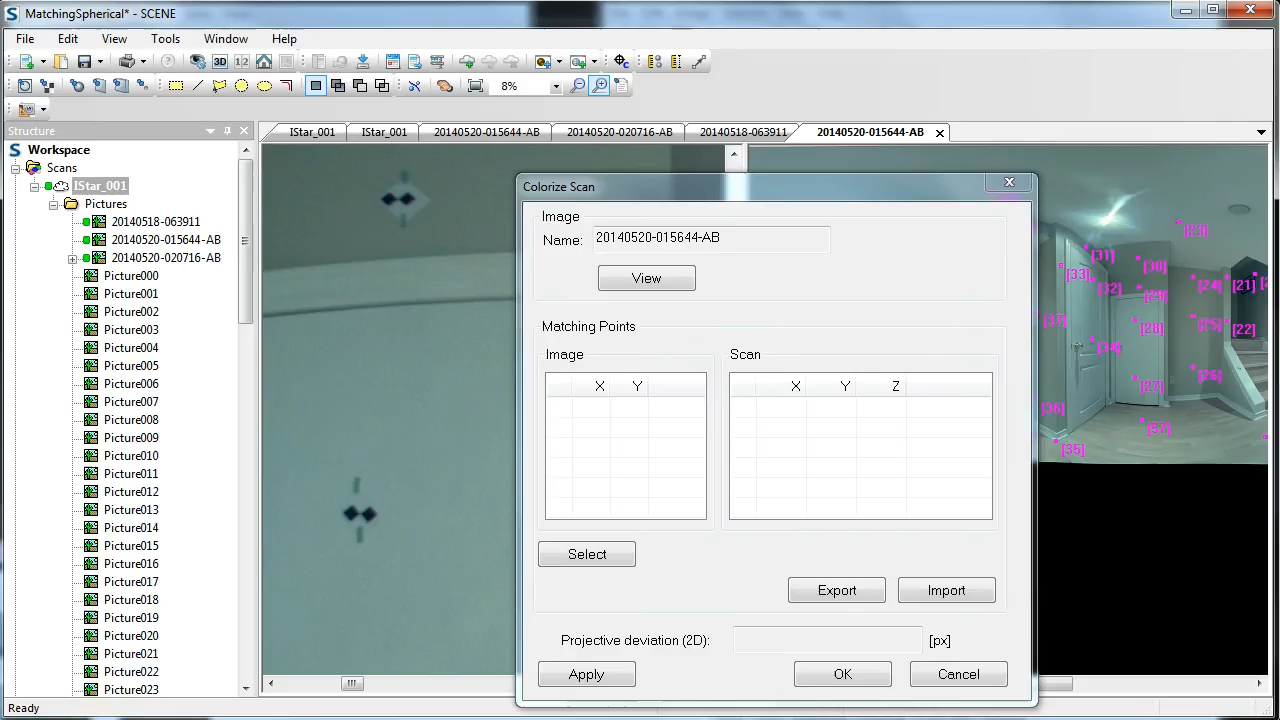 MatchingSpherical* - SCENE
File Edit View Tools Window Help
3D 12
8%
Structure
IStar_001 IStar_001 20140520-015644-AB 20140520-020716-AB 20140518-063911 20140520-015644-AB
Workspace
Scans
IStar_001
Pictures
20140518-063911
20140520-015644-AB
20140520-020716-AB
Picture000
Picture001
Picture002
Picture003
Picture004
Picture005
Picture006
Picture007
Picture008
Picture009
Picture010
Picture011
Picture012
Picture013
Picture014
Picture015
Picture016
Picture017
Picture018
Picture019
Picture020
Picture021
Picture022
Picture023
Colorize Scan
Image
Name: 20140520-015644-AB
View
Matching Points
Image Scan
X Y X Y Z
Select
Export Import
Projective deviation (2D): [px]
Apply OK Cancel
[23]
[31]
[30]
[33]
[32] [29] [24] [21]
[37] [28] [25] [22]
[34]
[27] [26]
[36]
[57]
[35]
Ready